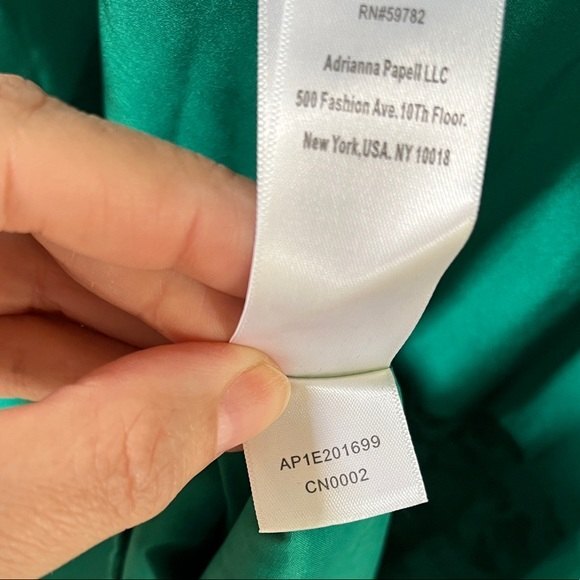 RN#59782
Adrianna Papell LLC
500 Fashion Ave.10Th Floor.
New York,USA. NY 10018
AP1E201699
CN0002